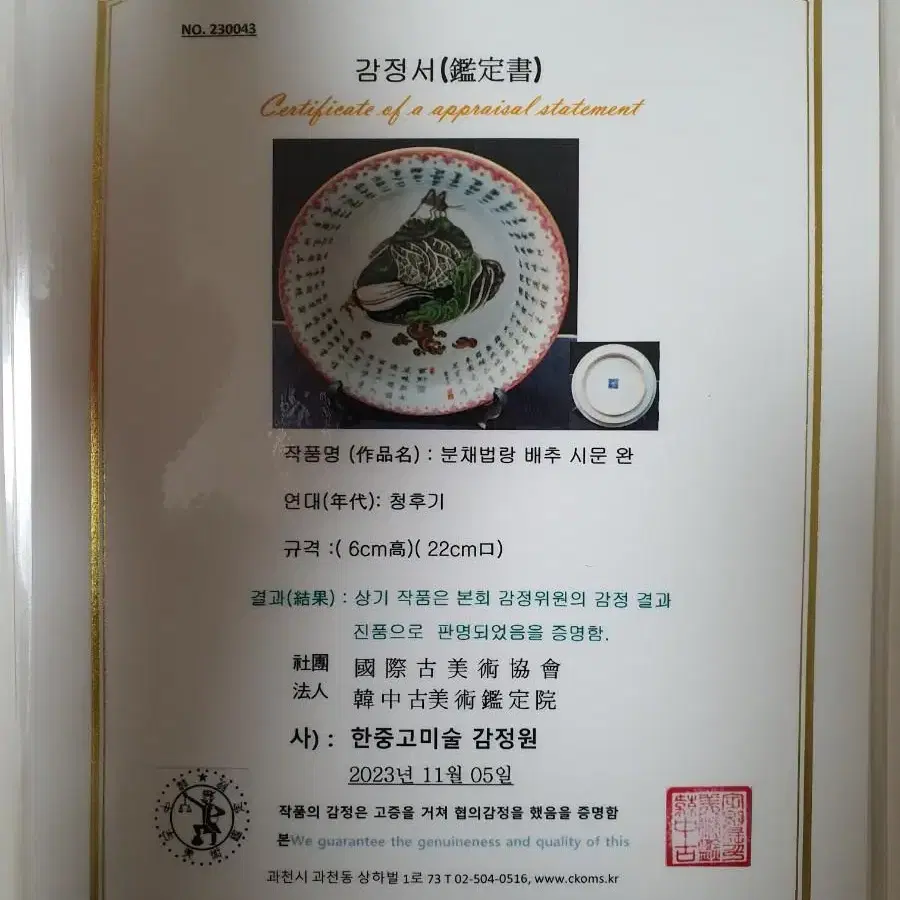 NO. 230043
감정서(鑑定書)
Certificate of a appraisal statement
작품명 (作品名) : 분채법랑 배추 시문 완
연대(年代): 청후기
규격 :( 6cm高)( 22cm口)
결과(結果) : 상기 작품은 본회 감정위원의 감정 결과
진품으로 판명되었음을 증명함.
社團 國際古美術協會
法人 韓中古美術鑑定院
사) : 한중고미술 감정원
2023년 11월 05일
작품의 감정은 고증을 거쳐 협의감정을 했음을 증명함
본We guarantee the genuineness and quality of this
과천시 과천동 상하벌 1로 73 T 02-504-0516, www.ckoms.kr